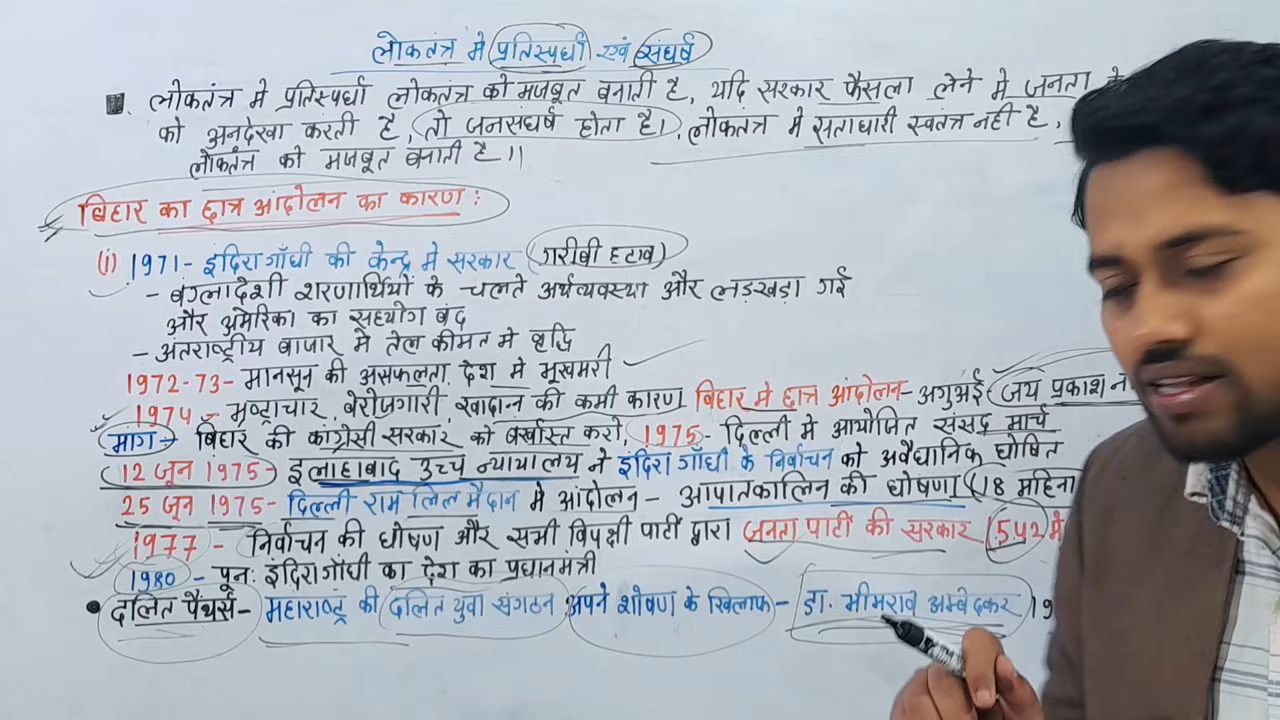 लोकतंत्र मे प्रतिस्पर्धा एवं संघर्ष
लोकतंत्र मे प्रतिस्पर्धा लोकतंत्र को मजबूत बनाती है, यदि सरकार फैसला लेने मे जनता
को अनदेखा करती है, तो जनसंघर्ष होता है। लोकतंत्र मे सताधारी स्वतंत्र नही है,
लोकतंत्र को मजबूत बनाती है।।
बिहार का छात्र आंदोलन का कारण :
(i) 1971- इंदिरा गाँधी की केन्द्र मे सरकार (गरीबी हटाव)
- बंगलादेशी शरणार्थियों के चलते अर्थव्यवस्था और लड़खड़ा गई
और अमेरिका का सहयोग बंद
- अंतराष्ट्रीय बाजार मे तेल कीमत मे वृद्धि
1972-73- मानसून की असफलता, देश मे भूखमरी
1974 - भ्रष्टाचार, बेरोजगारी, खाद्यान्न की कमी कारण बिहार मे छात्र आंदोलन- अगुअई (जय प्रकाश
मांग→ बिहार की कांग्रेसी सरकार को बर्खास्त करो, 1975- दिल्ली मे आयोजित संसद मार्च
12 जून 1975- इलाहाबाद उच्च न्यायालय ने इंदिरा गाँधी के निर्वाचन को अवैधानिक घोषित
25 जून 1975- दिल्ली राम लिला मैदान मे आंदोलन- आपातकालिन की घोषणा (18 महिना
1977 - निर्वाचन की घोषण और सभी विपक्षी पार्टी द्वारा जनता पार्टी की सरकार (542 मे
1980 - पून: इंदिरा गाँधी का देश का प्रधानमंत्री
• दलित पैंथर्स- महाराष्ट्र की दलित युवा संगठन अपने शोषण के खिलाफ- डा. भीमराव अम्बेदकर 19